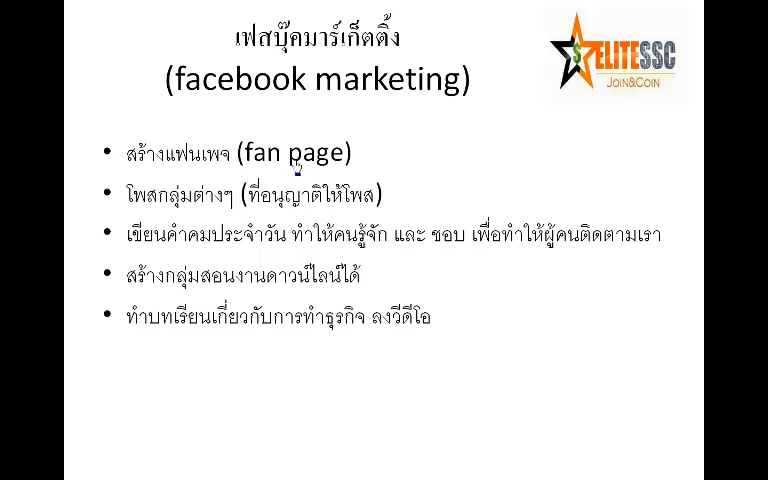 เฟสบุ๊คมาร์เก็ตติ้ง
(facebook marketing)
$ ELITESSC
JOIN&COIN
• สร้างแฟนเพจ (fan page)
• โพสกลุ่มต่างๆ (ที่อนุญาติให้โพส)
• เขียนคำคมประจำวัน ทำให้คนรู้จัก และ ชอบ เพื่อทำให้ผู้คนติดตามเรา
• สร้างกลุ่มสอนงานดาวน์ไลน์ได้
• ทำบทเรียนเกี่ยวกับการทำธุรกิจ ลงวีดีโอ